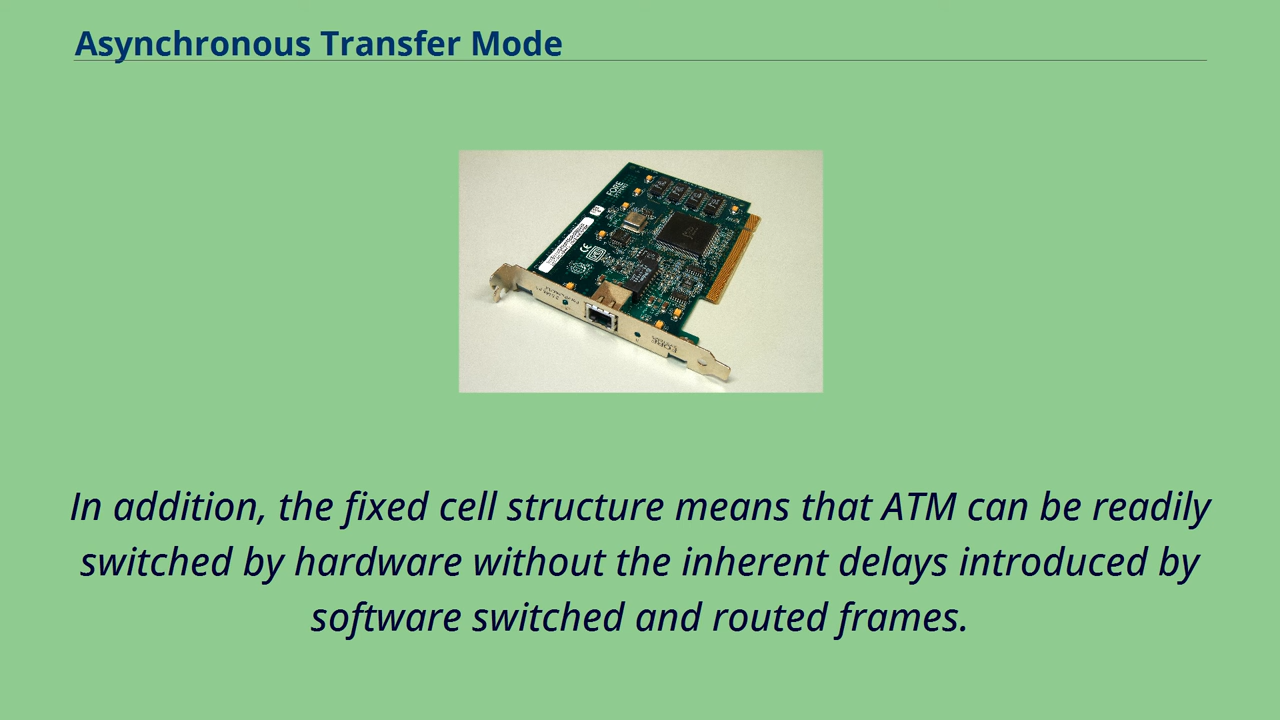 Asynchronous Transfer Mode
FORE
In addition, the fixed cell structure means that ATM can be readily
switched by hardware without the inherent delays introduced by
software switched and routed frames.